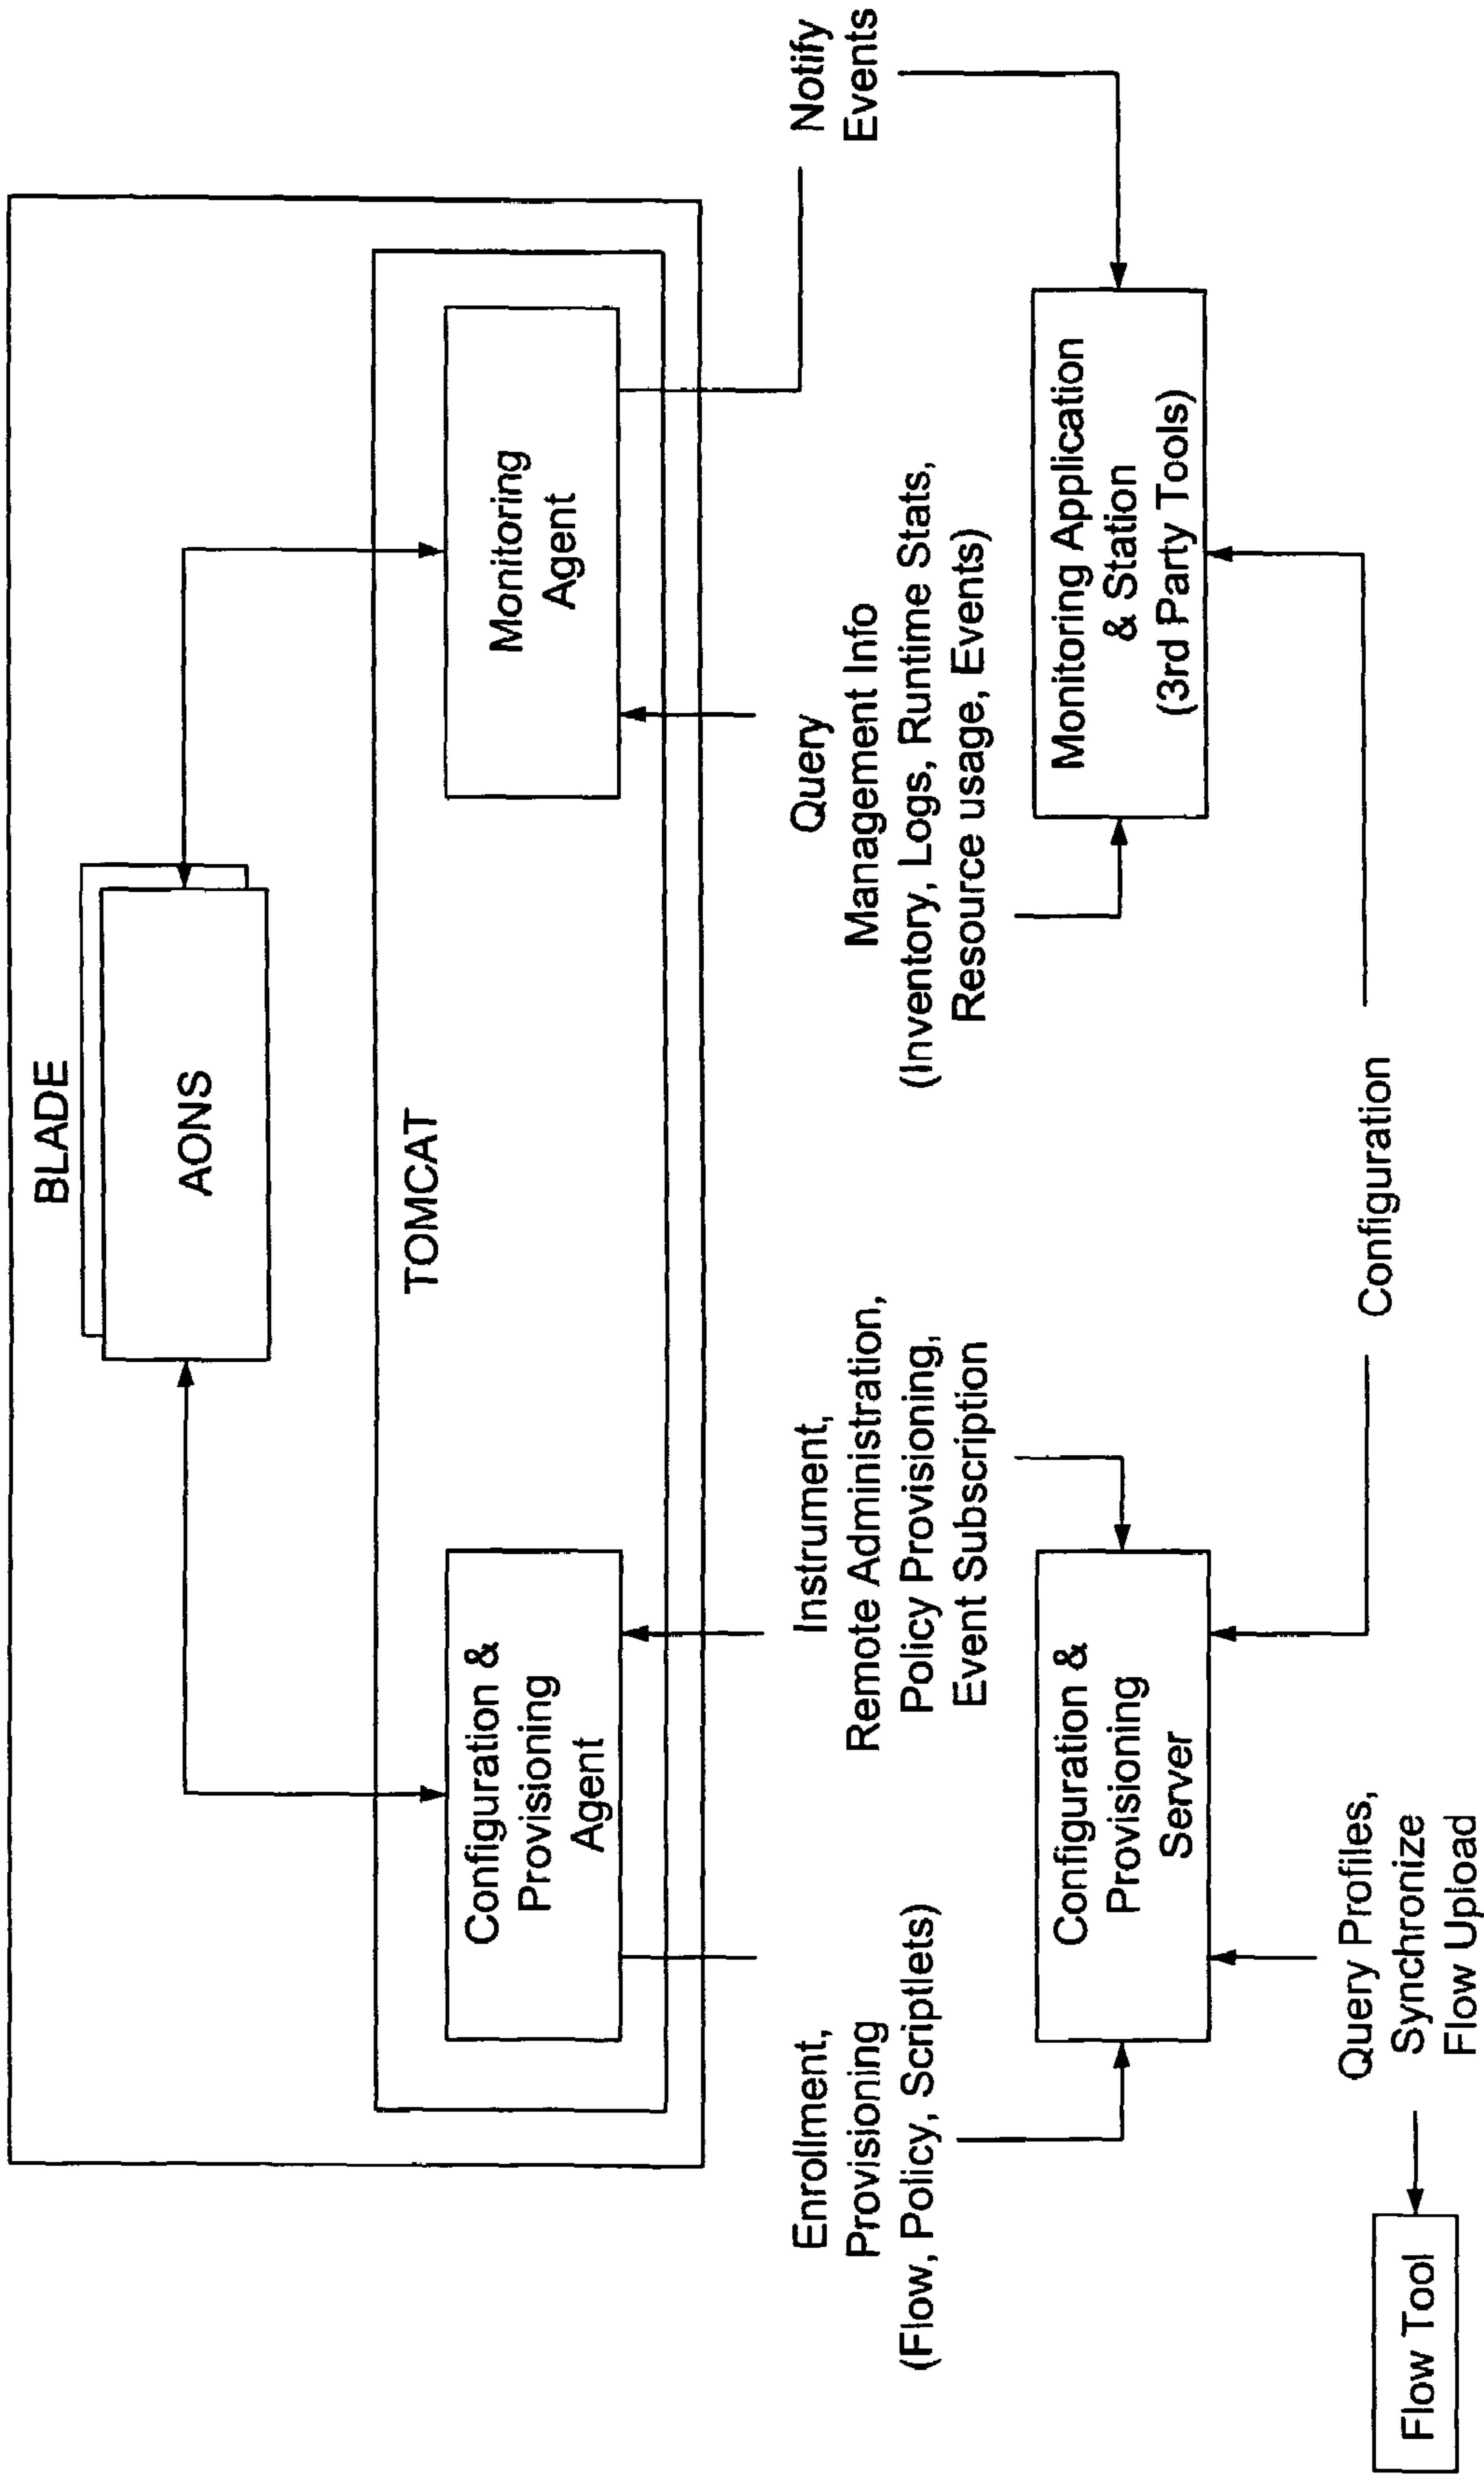 BLADE
AONS
TOMCAT
Configuration &
Provisioning
Agent
Monitoring
Agent
Enrollment,
Provisioning
(Flow, Policy, Scriptlets)
Instrument,
Remote Administration,
Policy Provisioning,
Event Subscription
Query
Management Info
(Inventory, Logs, Runtime Stats,
Resource usage, Events)
Notify
Events
Configuration &
Provisioning
Server
Monitoring Application
& Station
(3rd Party Tools)
Flow Tool
Query Profiles,
Synchronize
Flow Upload
Configuration